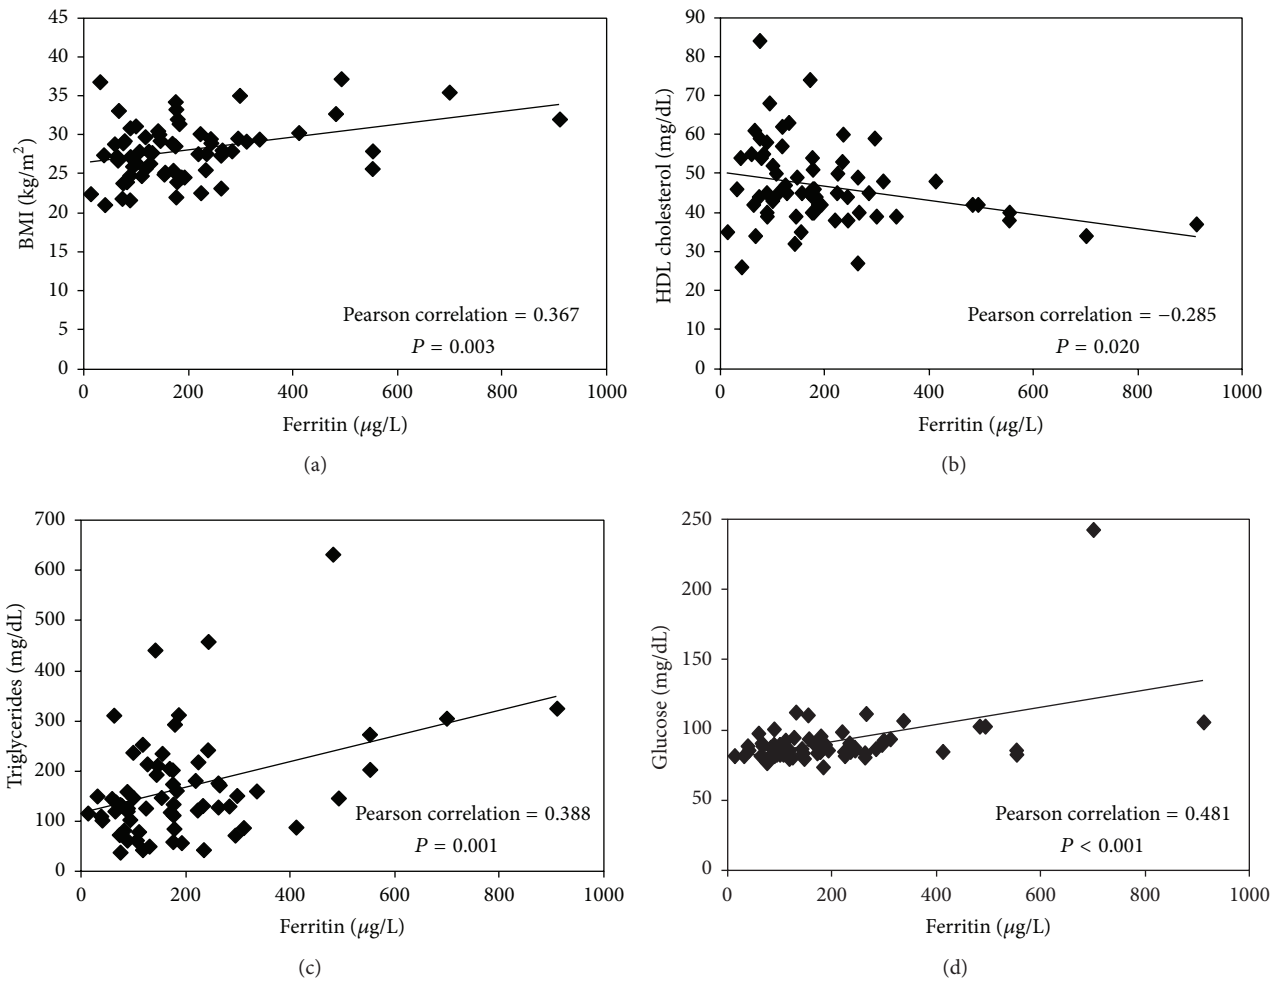 45
40
35
30
25
20
15
10
5
0
BMI (kg/m²)
Pearson correlation = 0.367
P = 0.003
0 200 400 600 800 1000
Ferritin (μg/L)
(a)
90
80
70
60
50
40
30
20
10
0
HDL cholesterol (mg/dL)
Pearson correlation = −0.285
P = 0.020
0 200 400 600 800 1000
Ferritin (μg/L)
(b)
700
600
500
400
300
200
100
0
Triglycerides (mg/dL)
Pearson correlation = 0.388
P = 0.001
0 200 400 600 800 1000
Ferritin (μg/L)
(c)
250
200
150
100
50
0
Glucose (mg/dL)
Pearson correlation = 0.481
P < 0.001
0 200 400 600 800 1000
Ferritin (μg/L)
(d)